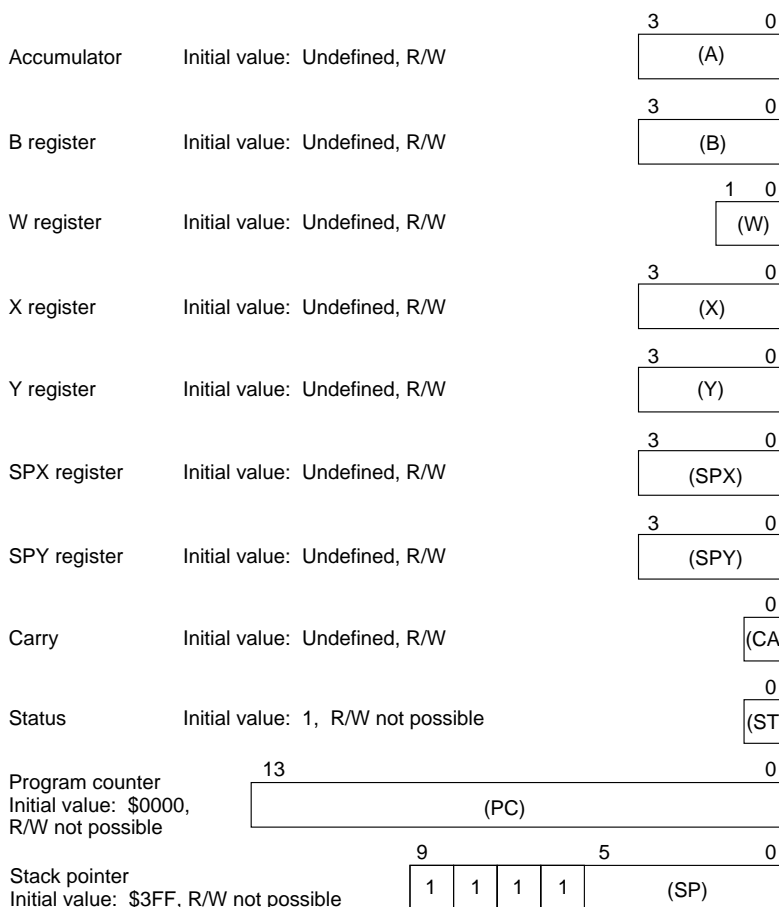 3 0
Accumulator Initial value: Undefined, R/W (A)
3 0
B register Initial value: Undefined, R/W (B)
1 0
W register Initial value: Undefined, R/W (W)
3 0
X register Initial value: Undefined, R/W (X)
3 0
Y register Initial value: Undefined, R/W (Y)
3 0
SPX register Initial value: Undefined, R/W (SPX)
3 0
SPY register Initial value: Undefined, R/W (SPY)
0
Carry Initial value: Undefined, R/W (CA
0
Status Initial value: 1, R/W not possible (ST
13 0
Program counter
Initial value: $0000, (PC)
R/W not possible
9 5 0
Stack pointer
Initial value: $3FF, R/W not possible 1 1 1 1 (SP)